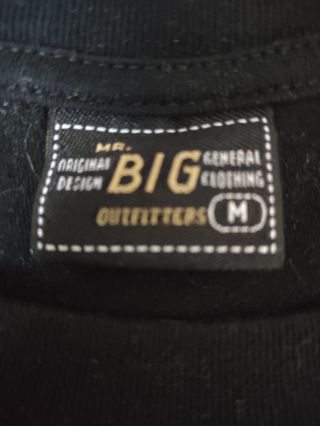 MR.
ORIGINAL BIG GENERAL
DESIGN CLOTHING
OUTFITTERS M